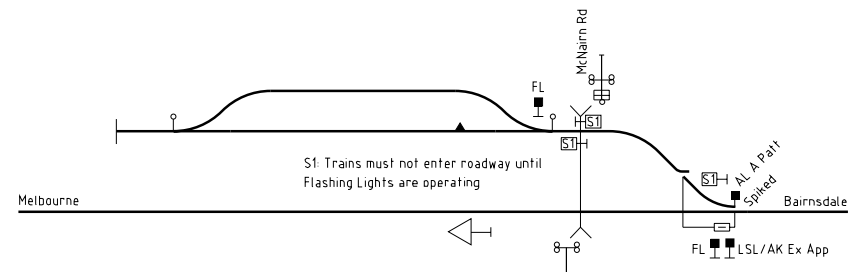 McNairn Rd
FL
S1
S1
S1: Trains must not enter roadway until
Flashing Lights are operating
S1
AL A Patt
Spiked
Melbourne
Bairnsdale
FL
LSL/AK Ex App